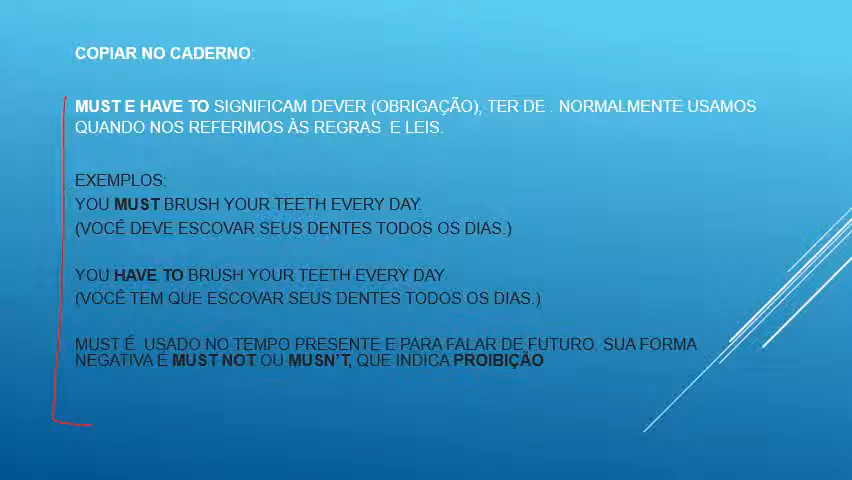 COPIAR NO CADERNO:
MUST E HAVE TO SIGNIFICAM DEVER (OBRIGAÇÃO), TER DE . NORMALMENTE USAMOS
QUANDO NOS REFERIMOS ÀS REGRAS E LEIS.
EXEMPLOS:
YOU MUST BRUSH YOUR TEETH EVERY DAY.
(VOCÊ DEVE ESCOVAR SEUS DENTES TODOS OS DIAS.)
YOU HAVE TO BRUSH YOUR TEETH EVERY DAY
(VOCÊ TEM QUE ESCOVAR SEUS DENTES TODOS OS DIAS.)
MUST É USADO NO TEMPO PRESENTE E PARA FALAR DE FUTURO. SUA FORMA
NEGATIVA É MUST NOT OU MUSN'T, QUE INDICA PROIBIÇÃO